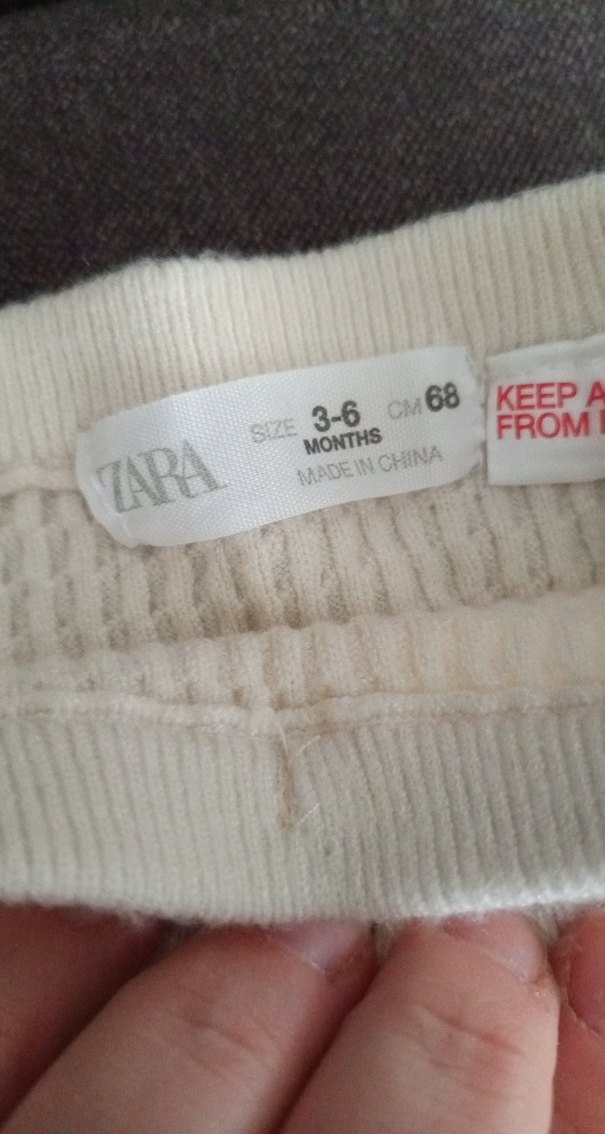 ZARA
SIZE 3-6 MONTHS CM 68
MADE IN CHINA
KEEP A
FROM